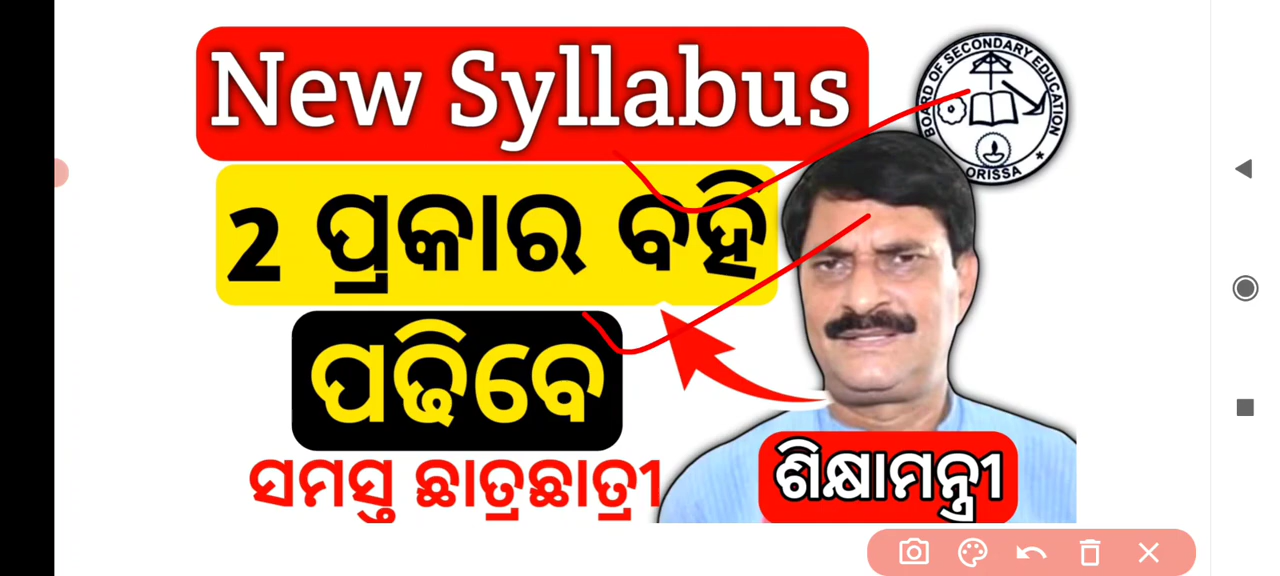 New Syllabus
BOARD OF SECONDARY EDUCATION
ORISSA
2 ପ୍ରକାର ବହି
ପଢିବେ
ସମସ୍ତ ଛାତ୍ରଛାତ୍ରୀ
ଶିକ୍ଷାମନ୍ତ୍ରୀ